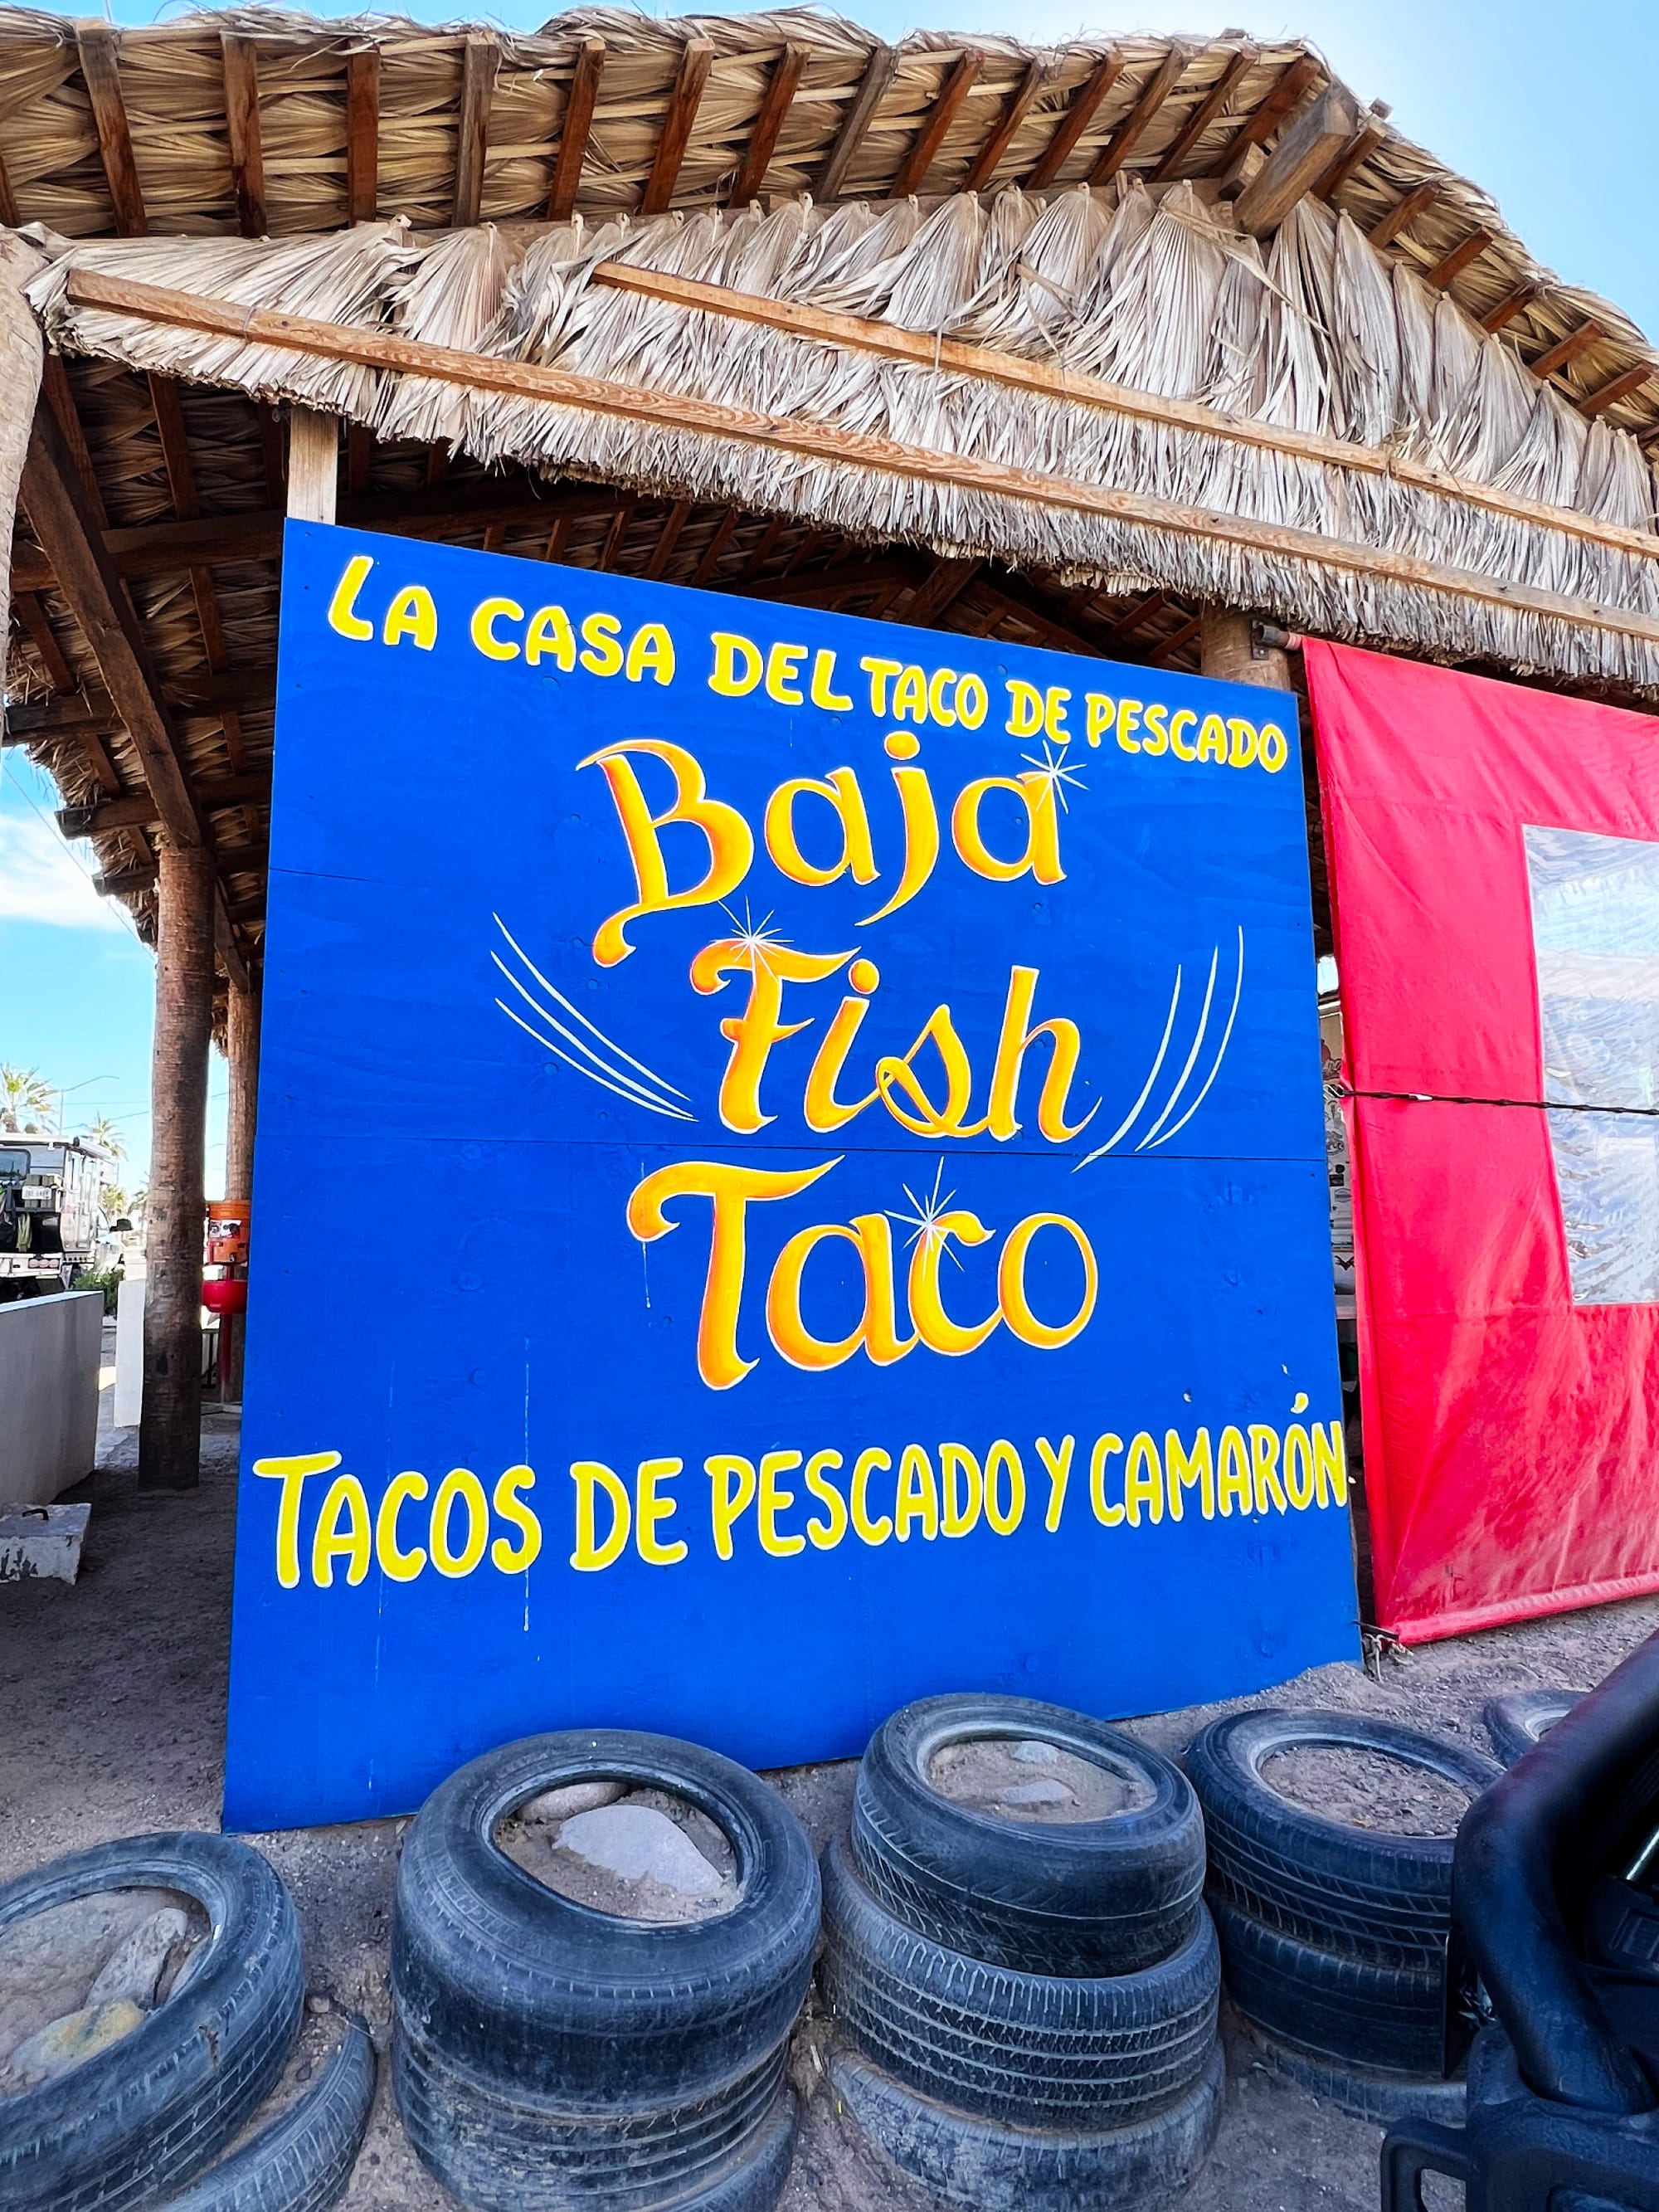 LA CASA DEL TACO DE PESCADO
Baja
Fish
Taco
TACOS DE PESCADO Y CAMARÓN